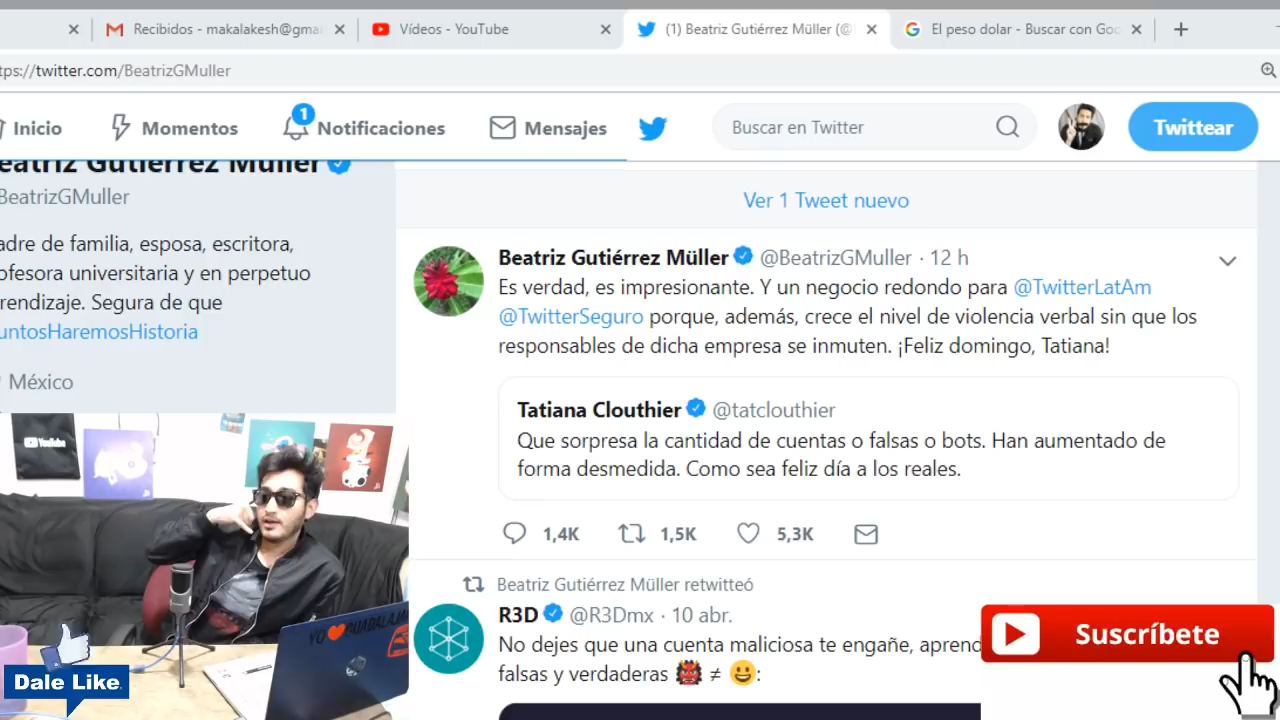 Recibidos - makalakesh@gma
Vídeos - YouTube
(1) Beatriz Gutiérrez Müller (@
El peso dolar - Buscar con Goo
tps://twitter.com/BeatrizGMuller
Inicio
Momentos
1
Notificaciones
Mensajes
Buscar en Twitter
Twittear
eatriz Gutiérrez Müller
BeatrizGMuller
adre de familia, esposa, escritora,
ofesora universitaria y en perpetuo
rendizaje. Segura de que
untosHaremosHistoria
México
Ver 1 Tweet nuevo
Beatriz Gutiérrez Müller @BeatrizGMuller · 12 h
Es verdad, es impresionante. Y un negocio redondo para @TwitterLatAm
@TwitterSeguro porque, además, crece el nivel de violencia verbal sin que los
responsables de dicha empresa se inmuten. ¡Feliz domingo, Tatiana!
Tatiana Clouthier @tatclouthier
Que sorpresa la cantidad de cuentas o falsas o bots. Han aumentado de
forma desmedida. Como sea feliz día a los reales.
1,4K
1,5K
5,3K
Beatriz Gutiérrez Müller retwitteó
R3D @R3Dmx · 10 abr.
No dejes que una cuenta maliciosa te engañe, aprend
falsas y verdaderas 👹 ≠ 😀:
YouTube
YO ❤ GUADALAJA
Dale Like.
Suscríbete